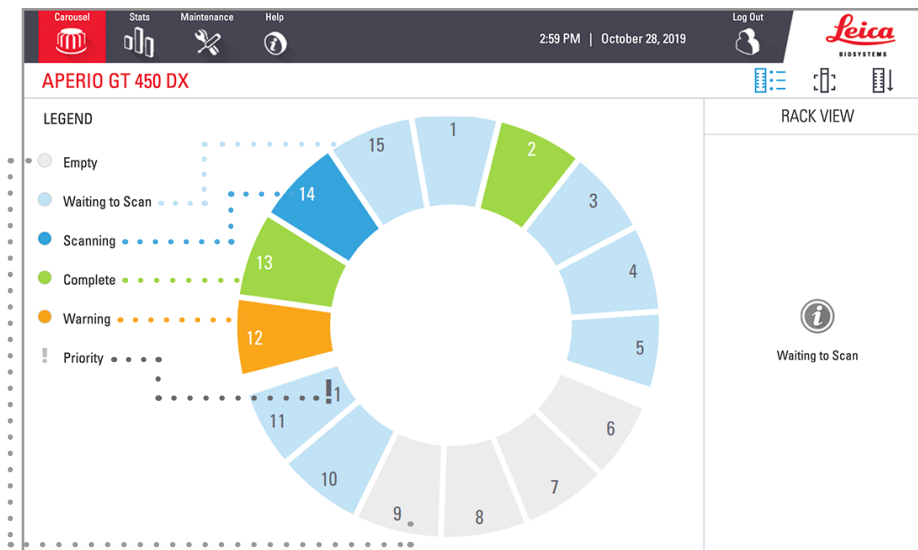 Carousel Stats Maintenance Help Log Out
2:59 PM | October 28, 2019
Leica
BIOSYSTEMS
APERIO GT 450 DX
LEGEND
RACK VIEW
Empty
Waiting to Scan
Scanning
Complete
Warning
! Priority
1
2
3
4
5
6
7
8
9
10
11
!1
12
13
14
15
Waiting to Scan